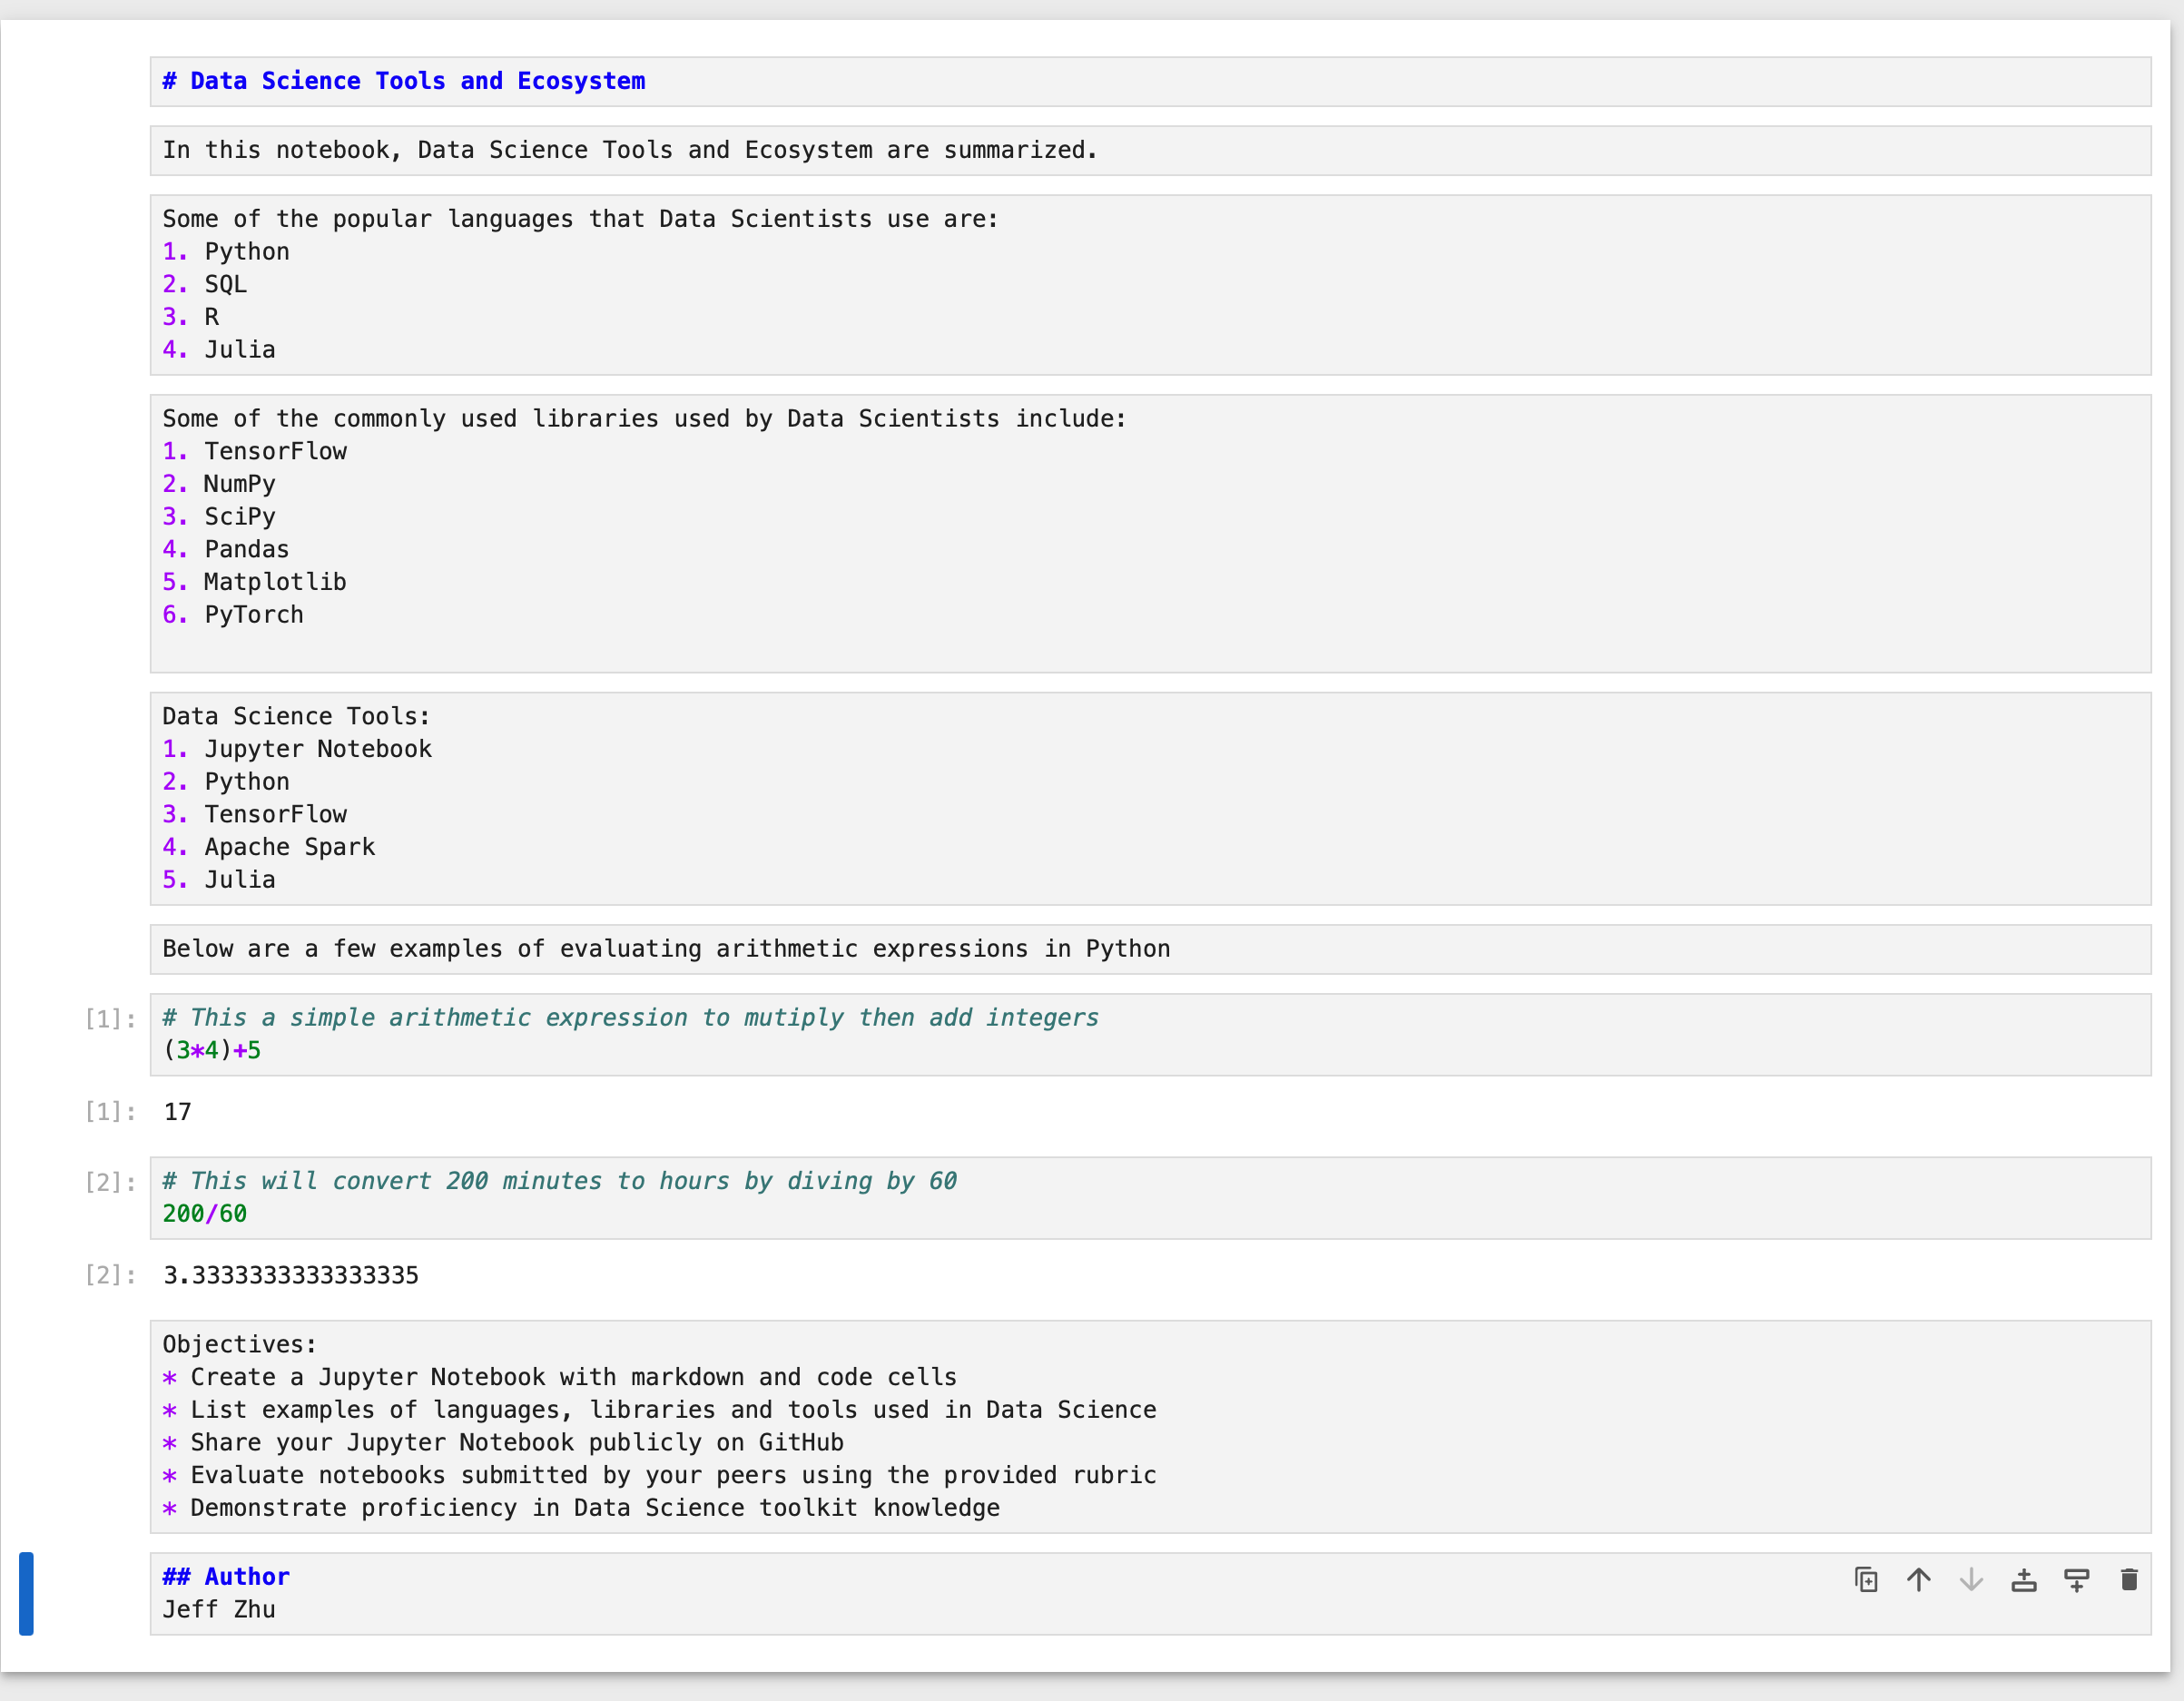 # Data Science Tools and Ecosystem
In this notebook, Data Science Tools and Ecosystem are summarized.
Some of the popular languages that Data Scientists use are:
1. Python
2. SQL
3. R
4. Julia
Some of the commonly used libraries used by Data Scientists include:
1. TensorFlow
2. NumPy
3. SciPy
4. Pandas
5. Matplotlib
6. PyTorch
Data Science Tools:
1. Jupyter Notebook
2. Python
3. TensorFlow
4. Apache Spark
5. Julia
Below are a few examples of evaluating arithmetic expressions in Python
[1]: # This a simple arithmetic expression to mutiply then add integers
(3*4)+5
[1]: 17
[2]: # This will convert 200 minutes to hours by diving by 60
200/60
[2]: 3.3333333333333335
Objectives:
* Create a Jupyter Notebook with markdown and code cells
* List examples of languages, libraries and tools used in Data Science
* Share your Jupyter Notebook publicly on GitHub
* Evaluate notebooks submitted by your peers using the provided rubric
* Demonstrate proficiency in Data Science toolkit knowledge
## Author
Jeff Zhu